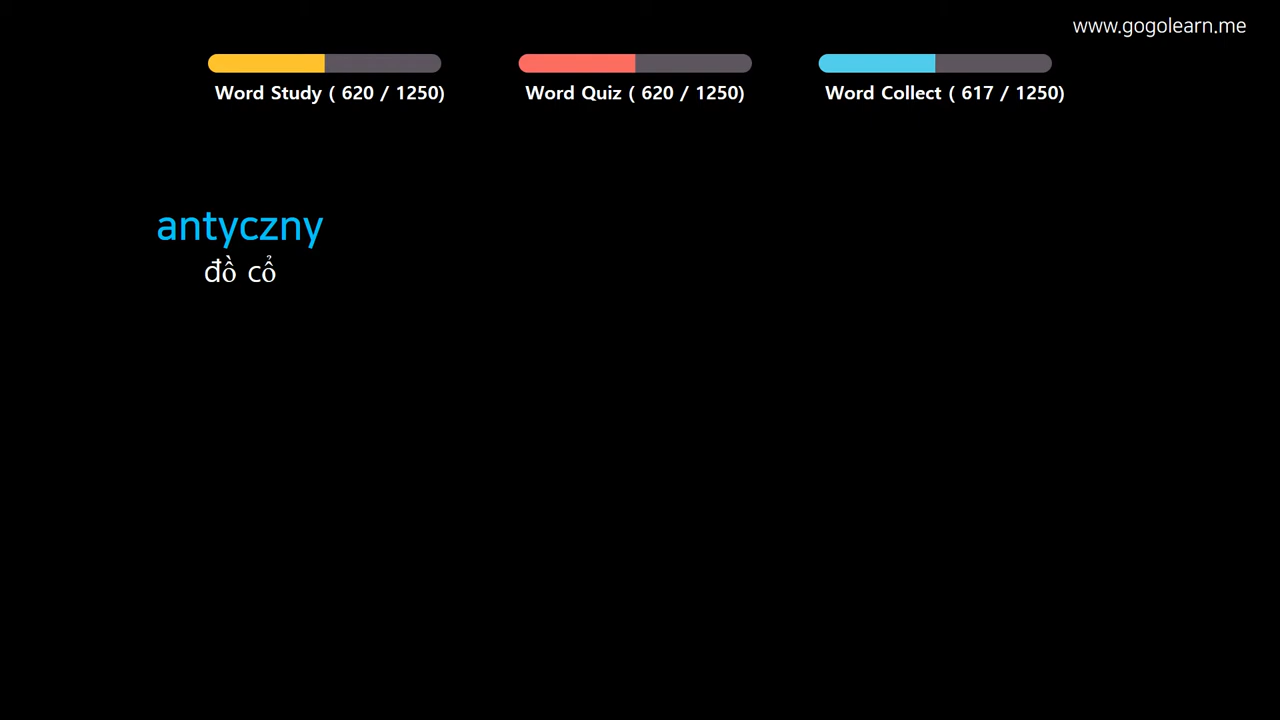 www.gogolearn.me
Word Study ( 620 / 1250)
Word Quiz ( 620 / 1250)
Word Collect ( 617 / 1250)
antyczny
đồ cổ